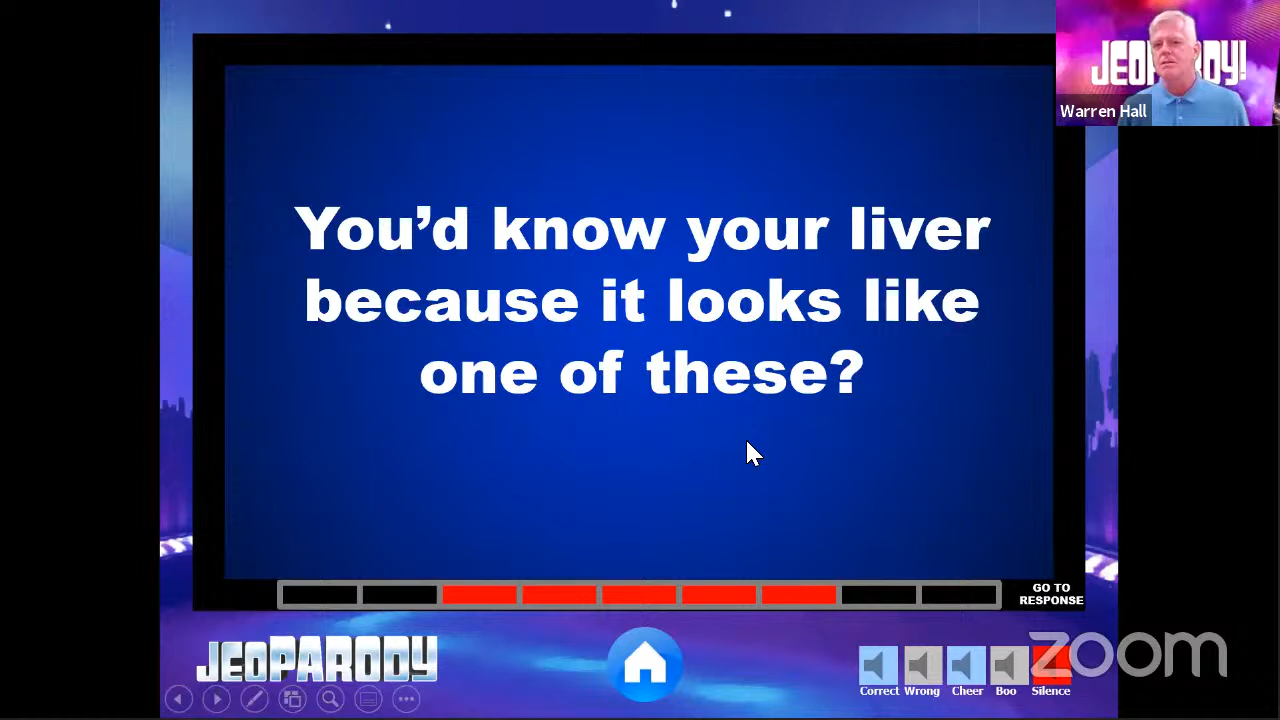 JEOPARODY!
Warren Hall
You’d know your liver
because it looks like
one of these?
GO TO
RESPONSE
JEOPARODY
zoom
Correct Wrong Cheer Boo Silence